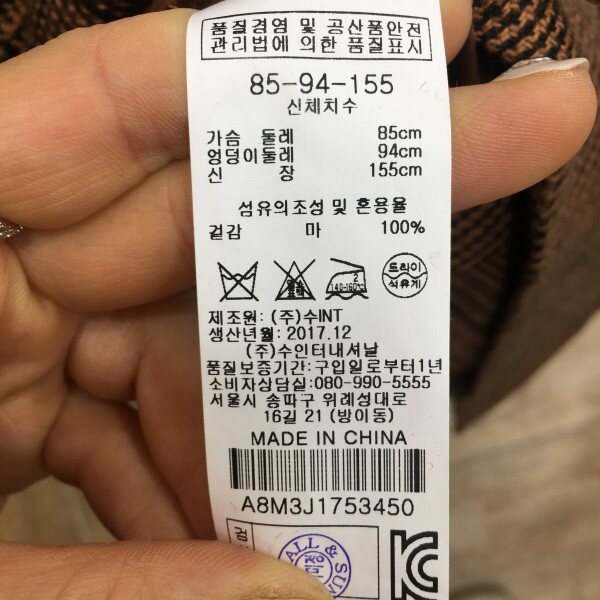 품질경영 및 공산품안전
관리법에 의한 품질표시
85-94-155
신체치수
가슴 둘레 85cm
엉덩이둘레 94cm
신 장 155cm
섬유의조성 및 혼용율
겉감 마 100%
2
140-160℃
드라이
석유계
제조원: (주)수INT
생산년월: 2017.12
(주)수인터내셔날
품질보증기간: 구입일로부터1년
소비자상담실: 080-990-5555
서울시 송파구 위례성대로
16길 21 (방이동)
MADE IN CHINA
A8M3J1753450
ALL & SU